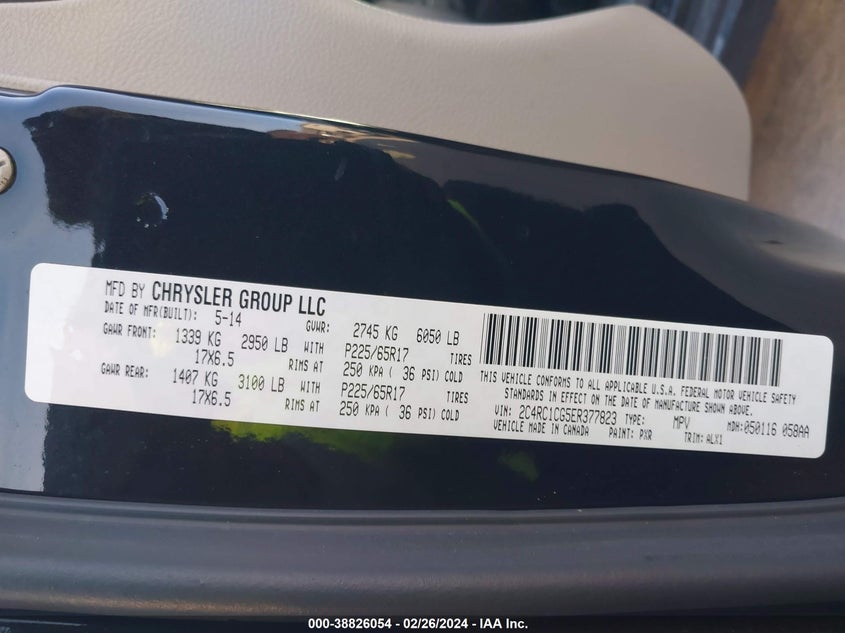 MFD BY CHRYSLER GROUP LLC
DATE OF MFR(BUILT): 5-14 GVWR: 2745 KG 6050 LB
GAWR FRONT: 1339 KG 2950 LB WITH P225/65R17 TIRES
17X6.5 RIMS AT 250 KPA ( 36 PSI) COLD
GAWR REAR: 1407 KG 3100 LB WITH P225/65R17 TIRES
17X6.5 RIMS AT 250 KPA ( 36 PSI) COLD
THIS VEHICLE CONFORMS TO ALL APPLICABLE U.S.A. FEDERAL MOTOR VEHICLE SAFETY
STANDARDS IN EFFECT ON THE DATE OF MANUFACTURE SHOWN ABOVE.
VIN: 2C4RC1CG5ER377823 TYPE: MPV MDH:050116 058AA
VEHICLE MADE IN CANADA PAINT: PXR TRIM: ALX1
000-38826054 - 02/26/2024 - IAA Inc.